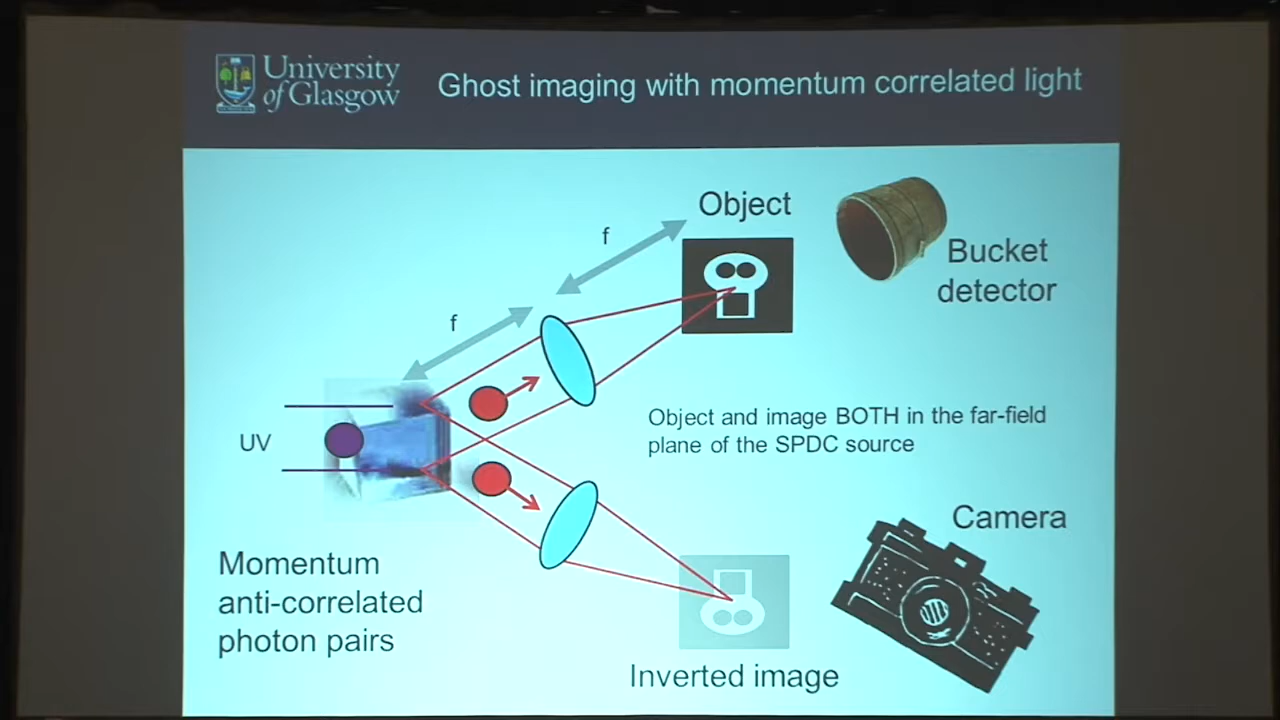 University
of Glasgow
Ghost imaging with momentum correlated light
Object
f
Bucket
detector
f
Object and image BOTH in the far-field
plane of the SPDC source
UV
Camera
Momentum
anti-correlated
photon pairs
Inverted image